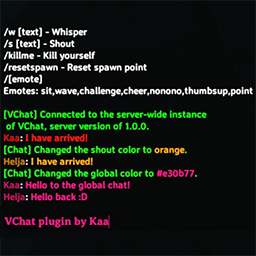 /w [text] - Whisper
/s [text] - Shout
/killme - Kill yourself
/resetspawn - Reset spawn point
/[emote]
Emotes: sit,wave,challenge,cheer,nonono,thumbsup,point
[VChat] Connected to the server-wide instance
of VChat, server version of 1.0.0.
Kaa: I have arrived!
[Chat] Changed the shout color to orange.
Helja: I have arrived!
[Chat] Changed the global color to #e30b77.
Kaa: Hello to the global chat!
Helja: Hello back :D
VChat plugin by Kaa